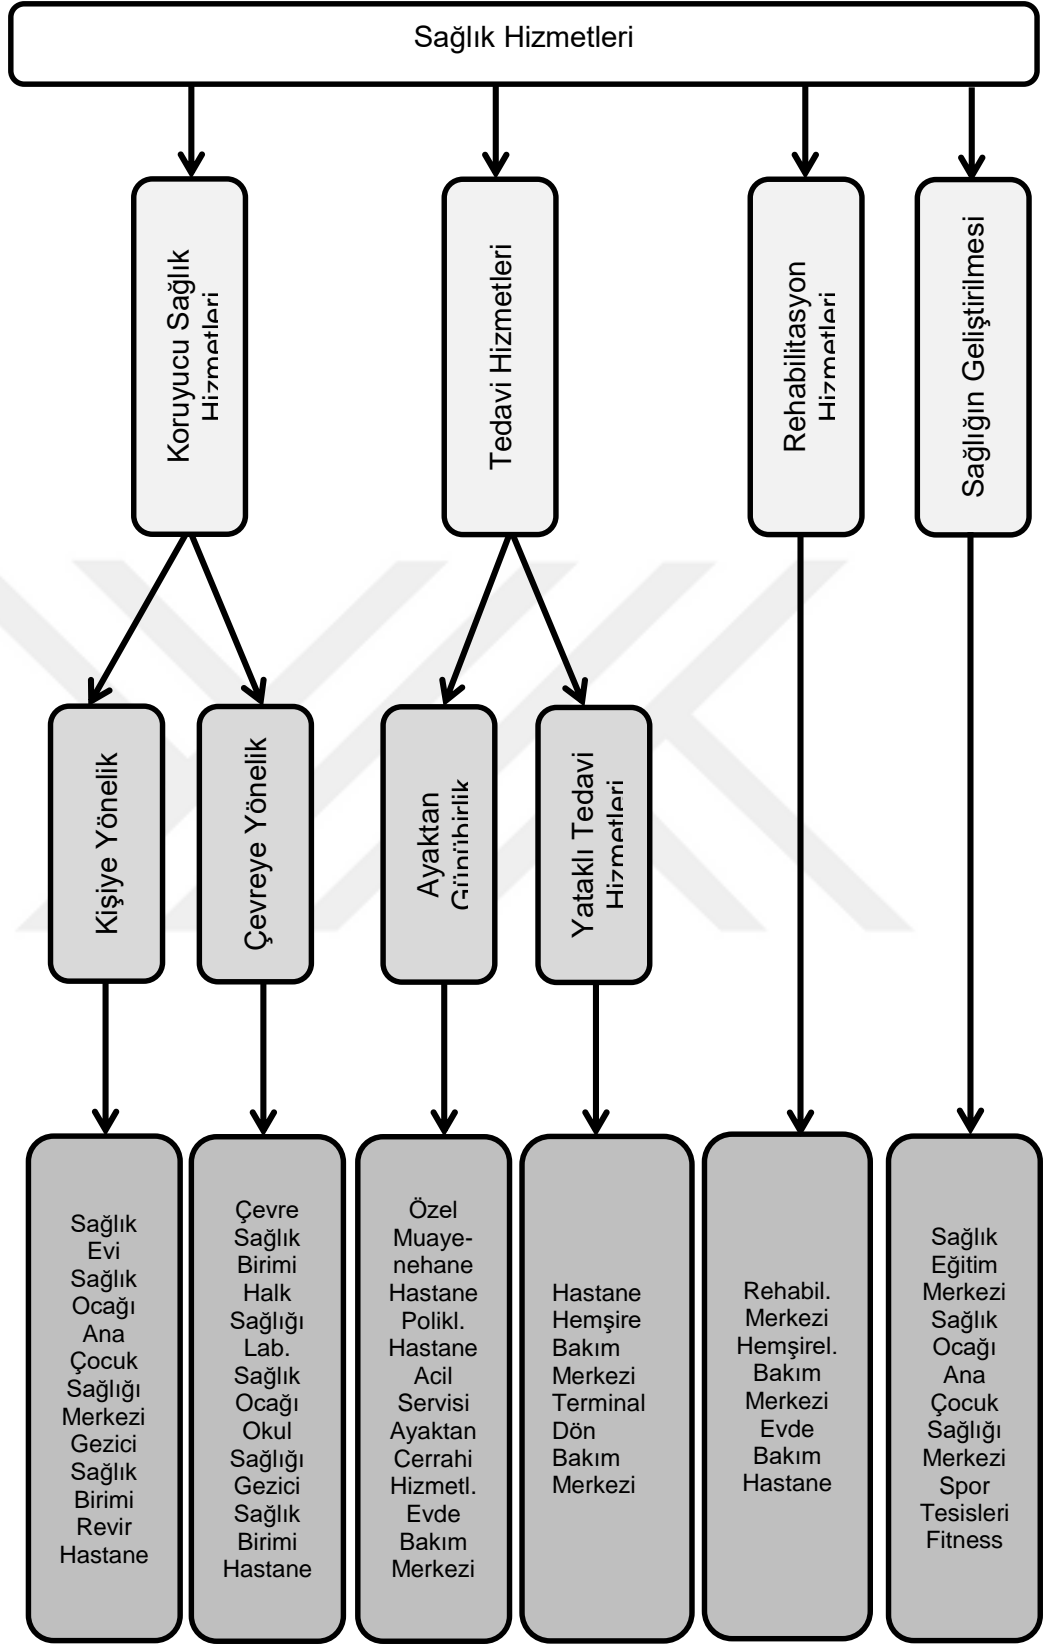 Sağlık Hizmetleri
Koruyucu Sağlık
Hizmetleri
Tedavi Hizmetleri
Rehabilitasyon
Hizmetleri
Sağlığın Geliştirilmesi
Kişiye Yönelik
Çevreye Yönelik
Ayaktan
Günübirlik
Yataklı Tedavi
Hizmetleri
Sağlık
Evi
Sağlık
Ocağı
Ana
Çocuk
Sağlığı
Merkezi
Gezici
Sağlık
Birimi
Revir
Hastane
Çevre
Sağlık
Birimi
Halk
Sağlığı
Lab.
Sağlık
Ocağı
Okul
Sağlığı
Gezici
Sağlık
Birimi
Hastane
Özel
Muaye-
nehane
Hastane
Polikl.
Hastane
Acil
Servisi
Ayaktan
Cerrahi
Hizmetl.
Evde
Bakım
Merkezi
Hastane
Hemşire
Bakım
Merkezi
Terminal
Dön
Bakım
Merkezi
Rehabil.
Merkezi
Hemşirel.
Bakım
Merkezi
Evde
Bakım
Hastane
Sağlık
Eğitim
Merkezi
Sağlık
Ocağı
Ana
Çocuk
Sağlığı
Merkezi
Spor
Tesisleri
Fitness